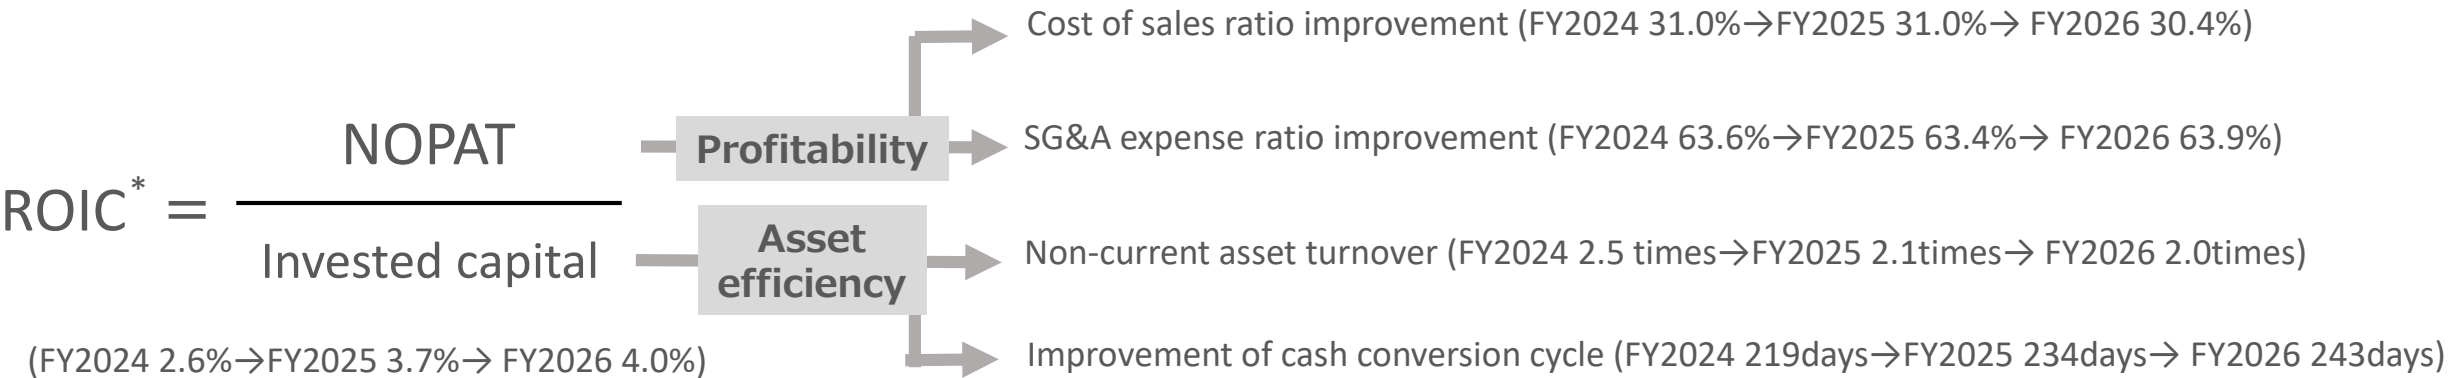 ROIC* =
NOPAT
Invested capital
(FY2024 2.6%→FY2025 3.7%→ FY2026 4.0%)
Profitability
Cost of sales ratio improvement (FY2024 31.0%→FY2025 31.0%→ FY2026 30.4%)
SG&A expense ratio improvement (FY2024 63.6%→FY2025 63.4%→ FY2026 63.9%)
Asset
efficiency
Non-current asset turnover (FY2024 2.5 times→FY2025 2.1times→ FY2026 2.0times)
Improvement of cash conversion cycle (FY2024 219days→FY2025 234days→ FY2026 243days)